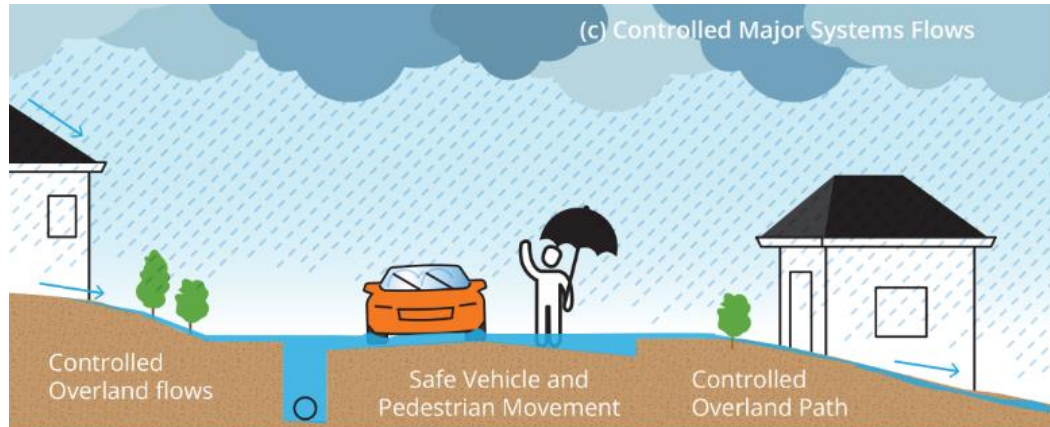 (c) Controlled Major Systems Flows
Controlled
Overland flows
Safe Vehicle and
Pedestrian Movement
Controlled
Overland Path